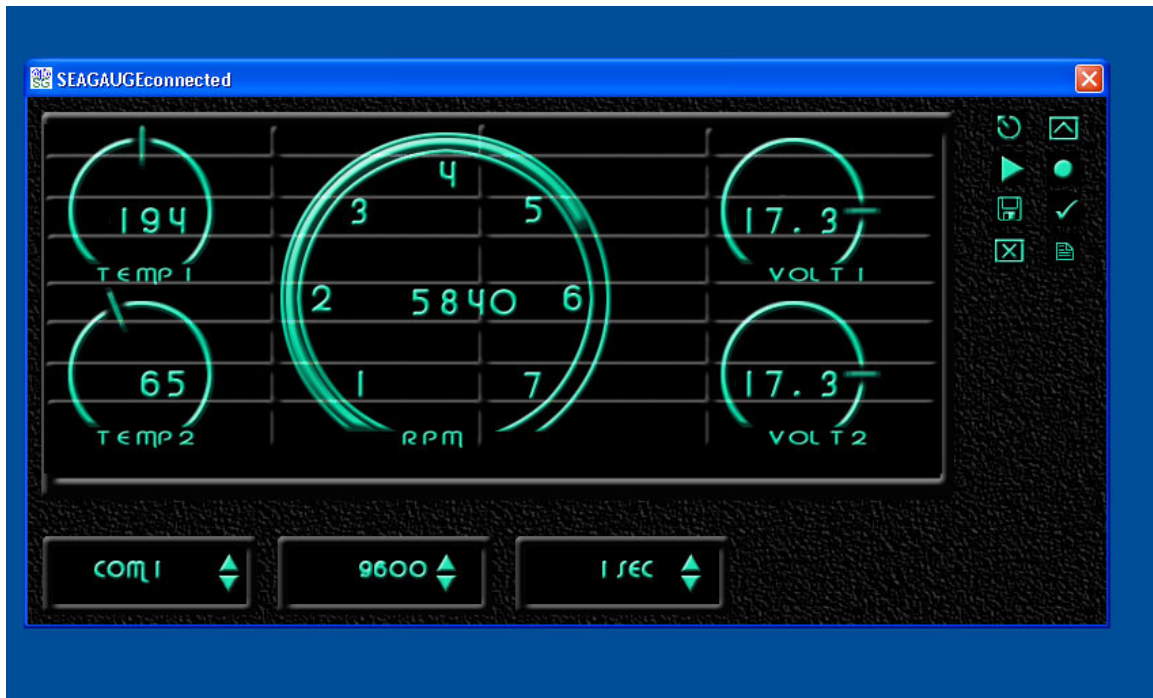 SEAGAUGEconnected
194
TEMP 1
65
TEMP 2
1
2
3
4
5
6
7
5840
RPM
17.3
VOLT 1
17.3
VOLT 2
COM 1
9600
1 SEC